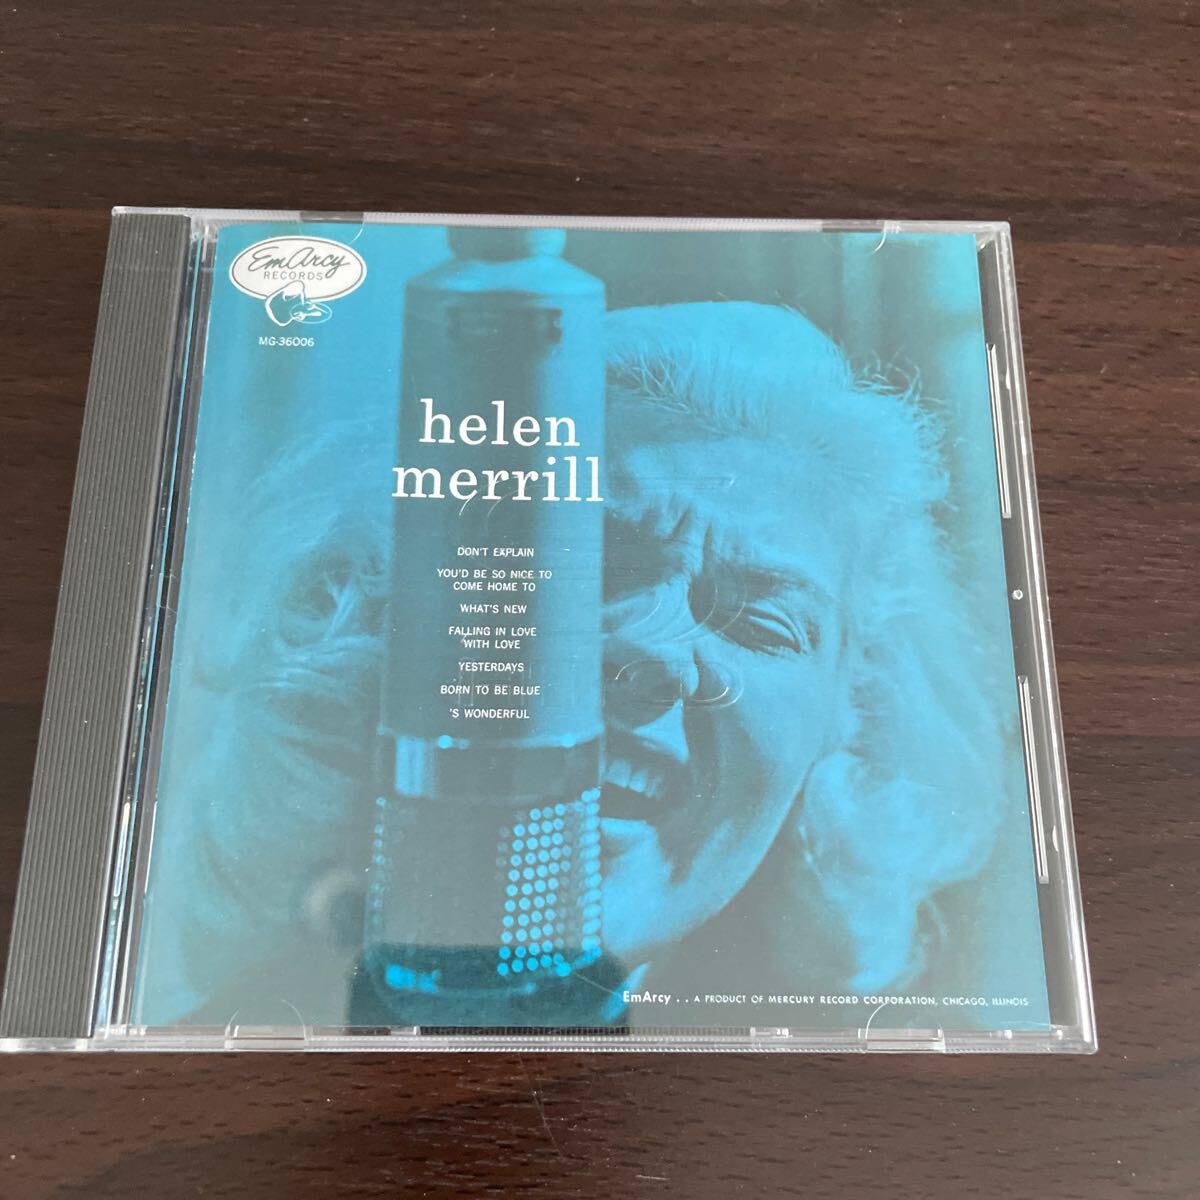 EmArcy
RECORDS
MG-36006
helen
merrill
DON'T EXPLAIN
YOU'D BE SO NICE TO
COME HOME TO
WHAT'S NEW
FALLING IN LOVE
WITH LOVE
YESTERDAYS
BORN TO BE BLUE
'S WONDERFUL
EmArcy . . A PRODUCT OF MERCURY RECORD CORPORATION, CHICAGO, ILLINOIS